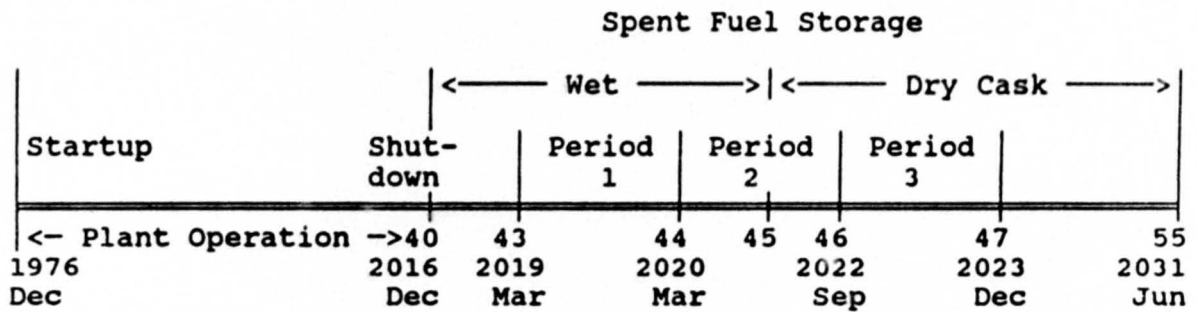 Spent Fuel Storage
|<—— Wet ——>|<—— Dry Cask ——>|
Startup Shut- Period Period Period
down 1 2 3
|<— Plant Operation —>40 43 44 45 46 47 55
1976 2016 2019 2020 2022 2023 2031
Dec Dec Mar Mar Sep Dec Jun